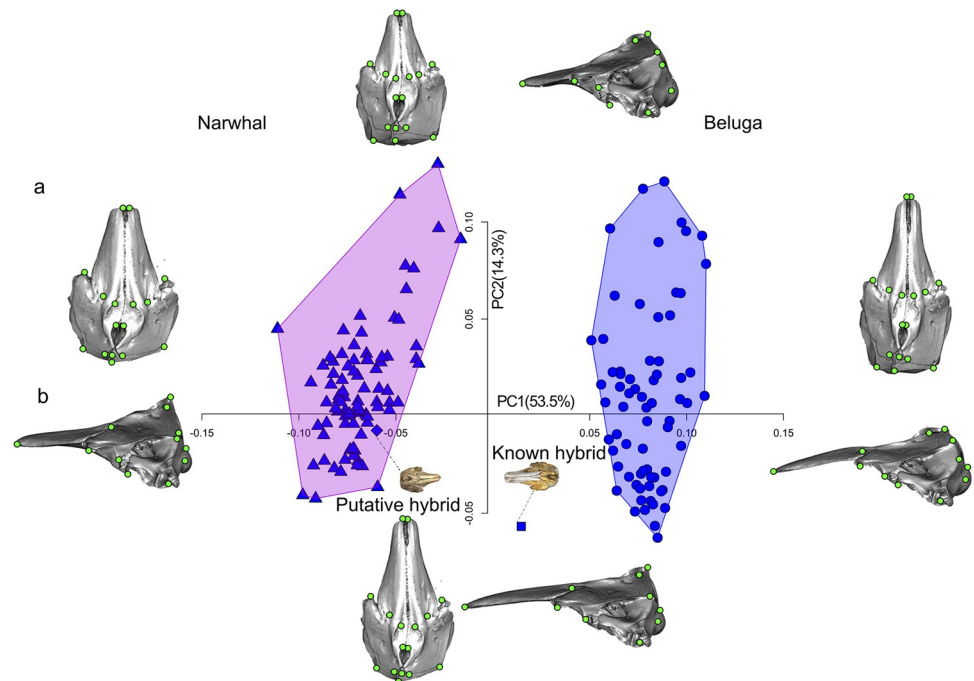 Narwhal
Beluga
a
0.10
PC2(14.3%)
0.05
PC1(53.5%)
b
-0.15
-0.10
-0.05
0.05
0.10
0.15
Known hybrid
Putative hybrid
-0.05